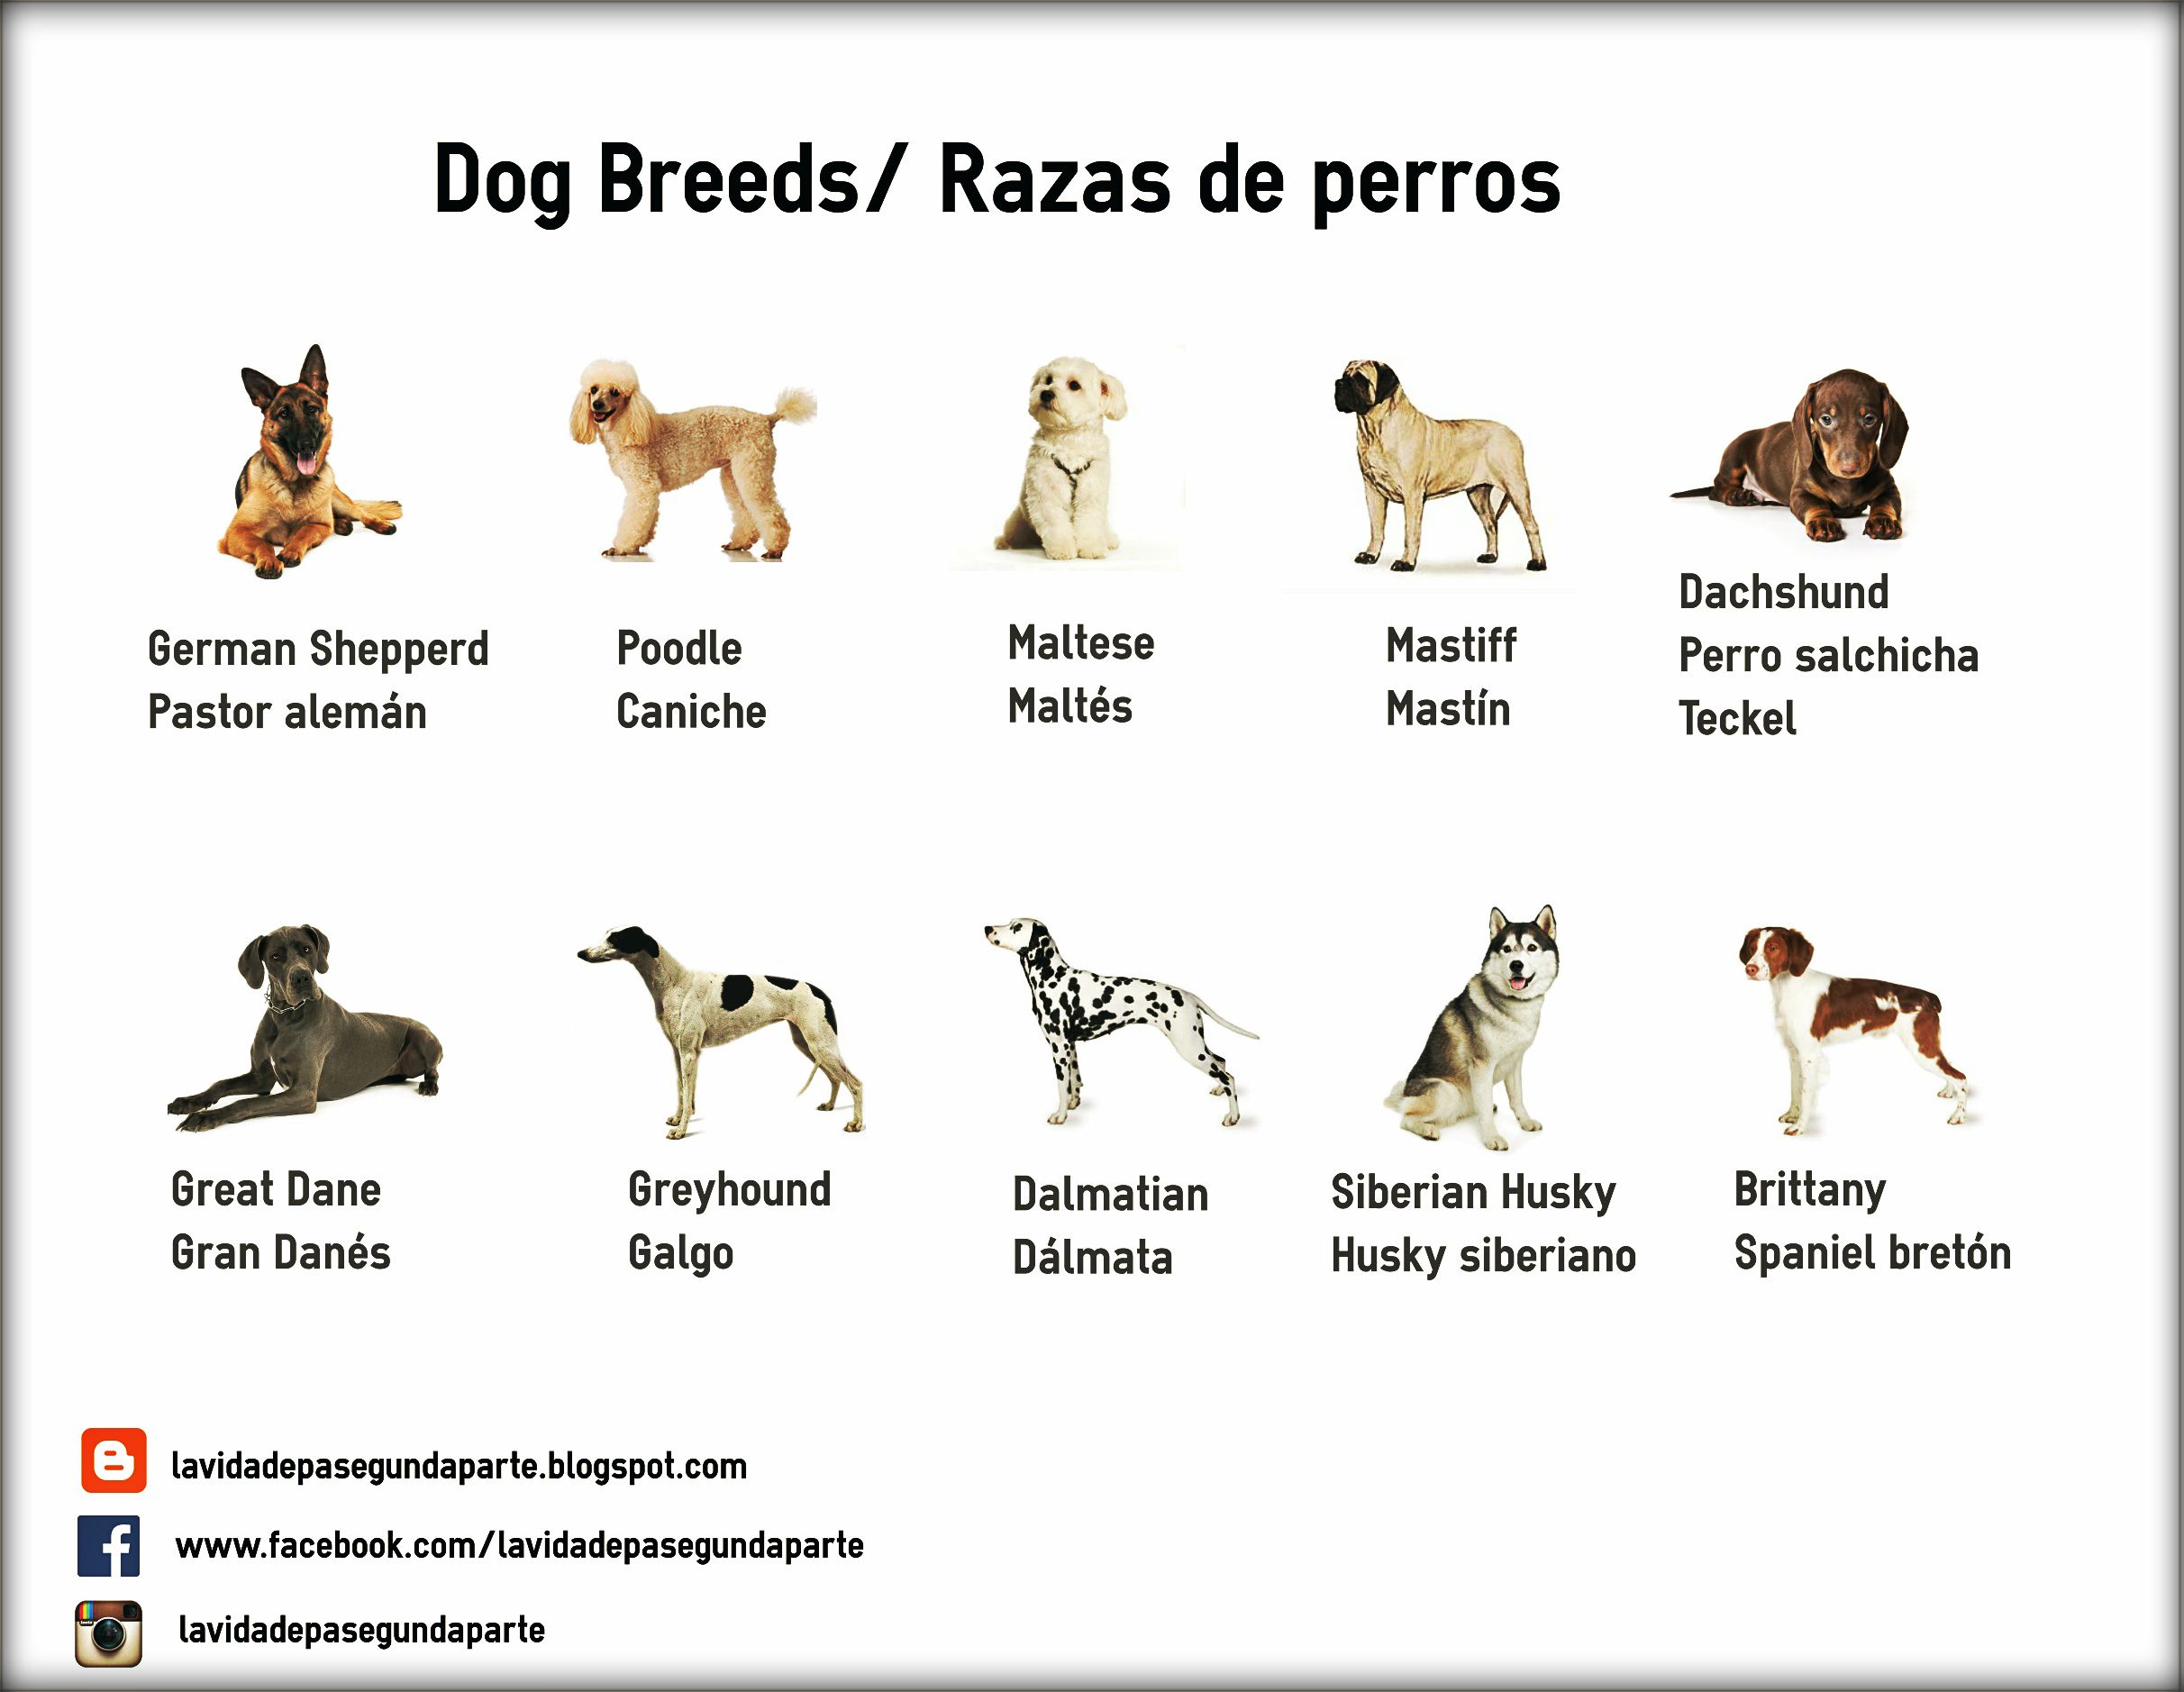 Dog Breeds/ Razas de perros
German Shepperd
Pastor alemán
Poodle
Caniche
Maltese
Maltés
Mastiff
Mastín
Dachshund
Perro salchicha
Teckel
Great Dane
Gran Danés
Greyhound
Galgo
Dalmatian
Dálmata
Siberian Husky
Husky siberiano
Brittany
Spaniel bretón
lavidadepasegundaparte.blogspot.com
www.facebook.com/lavidadepasegundaparte
lavidadepasegundaparte